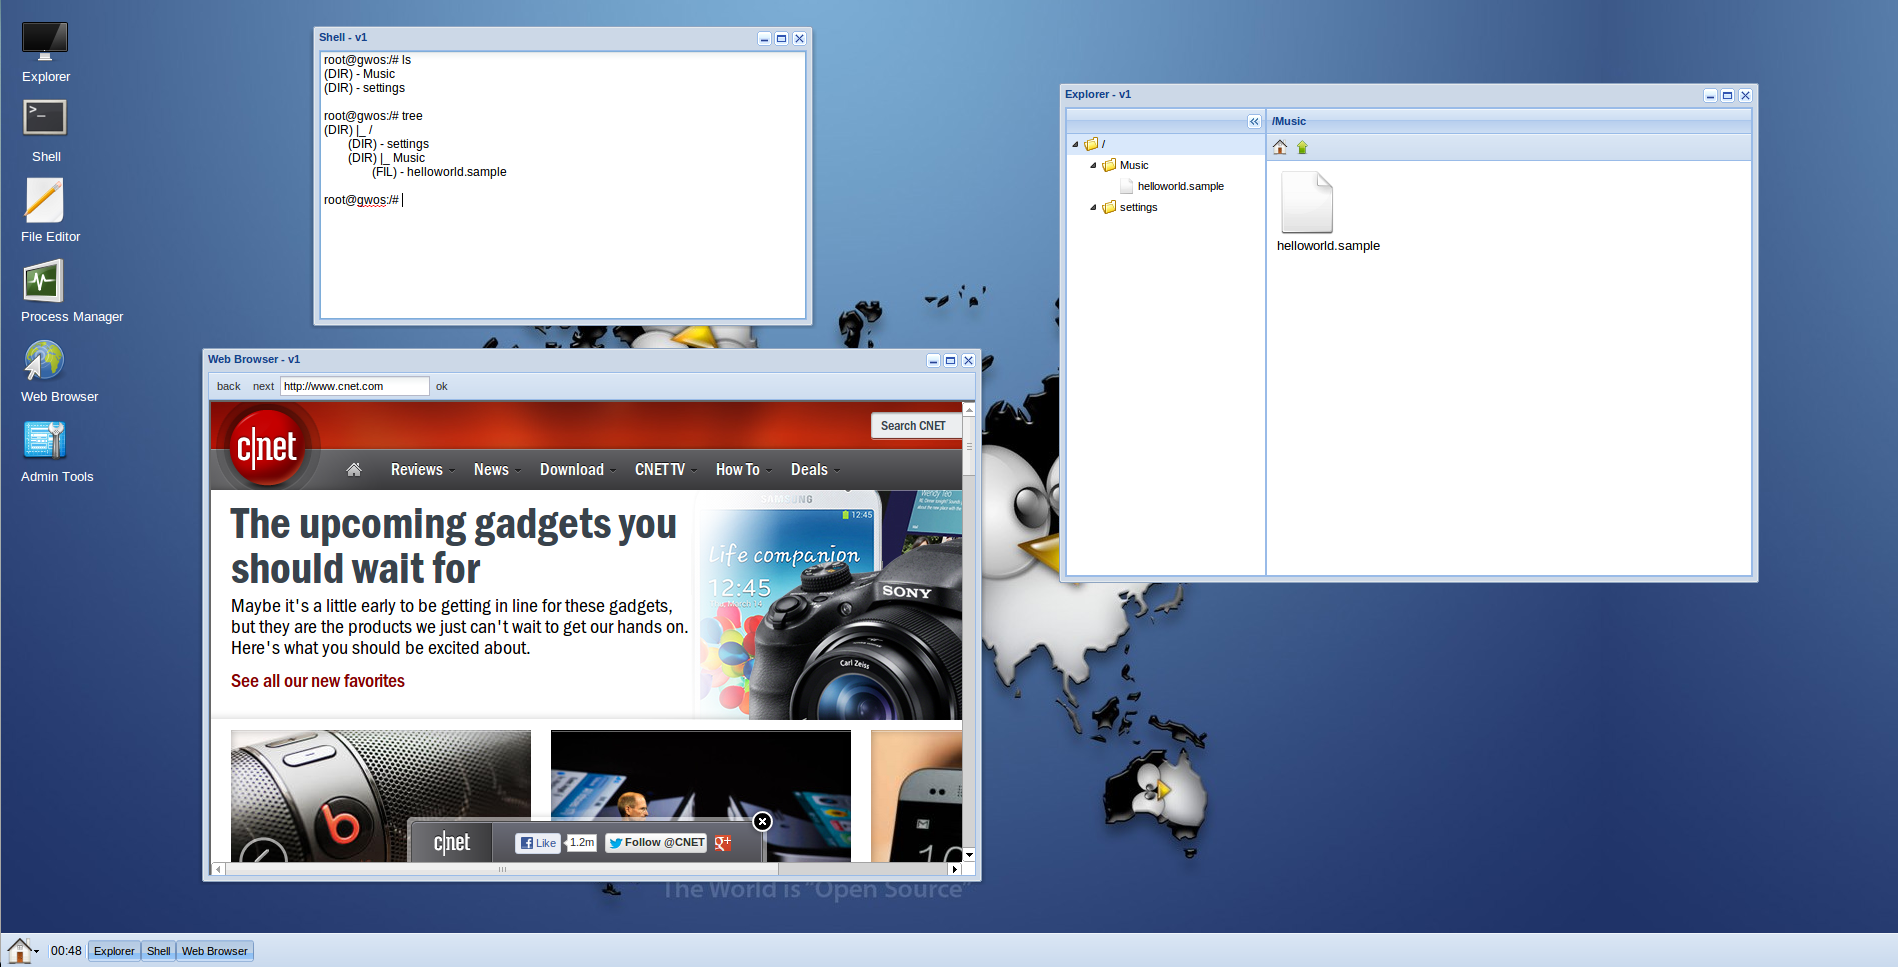 Explorer
Shell
File Editor
Process Manager
Web Browser
Admin Tools
Shell - v1
root@gwos:/# ls
(DIR) - Music
(DIR) - settings
root@gwos:/# tree
(DIR) |_ /
(DIR) - settings
(DIR) |_ Music
(FIL) - helloworld.sample
root@gwos:/#
Explorer - v1
/Music
/
Music
helloworld.sample
settings
helloworld.sample
Web Browser - v1
back next http://www.cnet.com ok
c|net
Search CNET
Reviews News Download CNET TV How To Deals
The upcoming gadgets you
should wait for
Maybe it's a little early to be getting in line for these gadgets,
but they are the products we just can't wait to get our hands on.
Here's what you should be excited about.
See all our new favorites
SAMSUNG
12:45
Life companion
12:45
Wendy Teo
SONY
Carl Zeiss
c|net
Like 1.2m Follow @CNET g+
The World is "Open Source"
00:48 Explorer Shell Web Browser